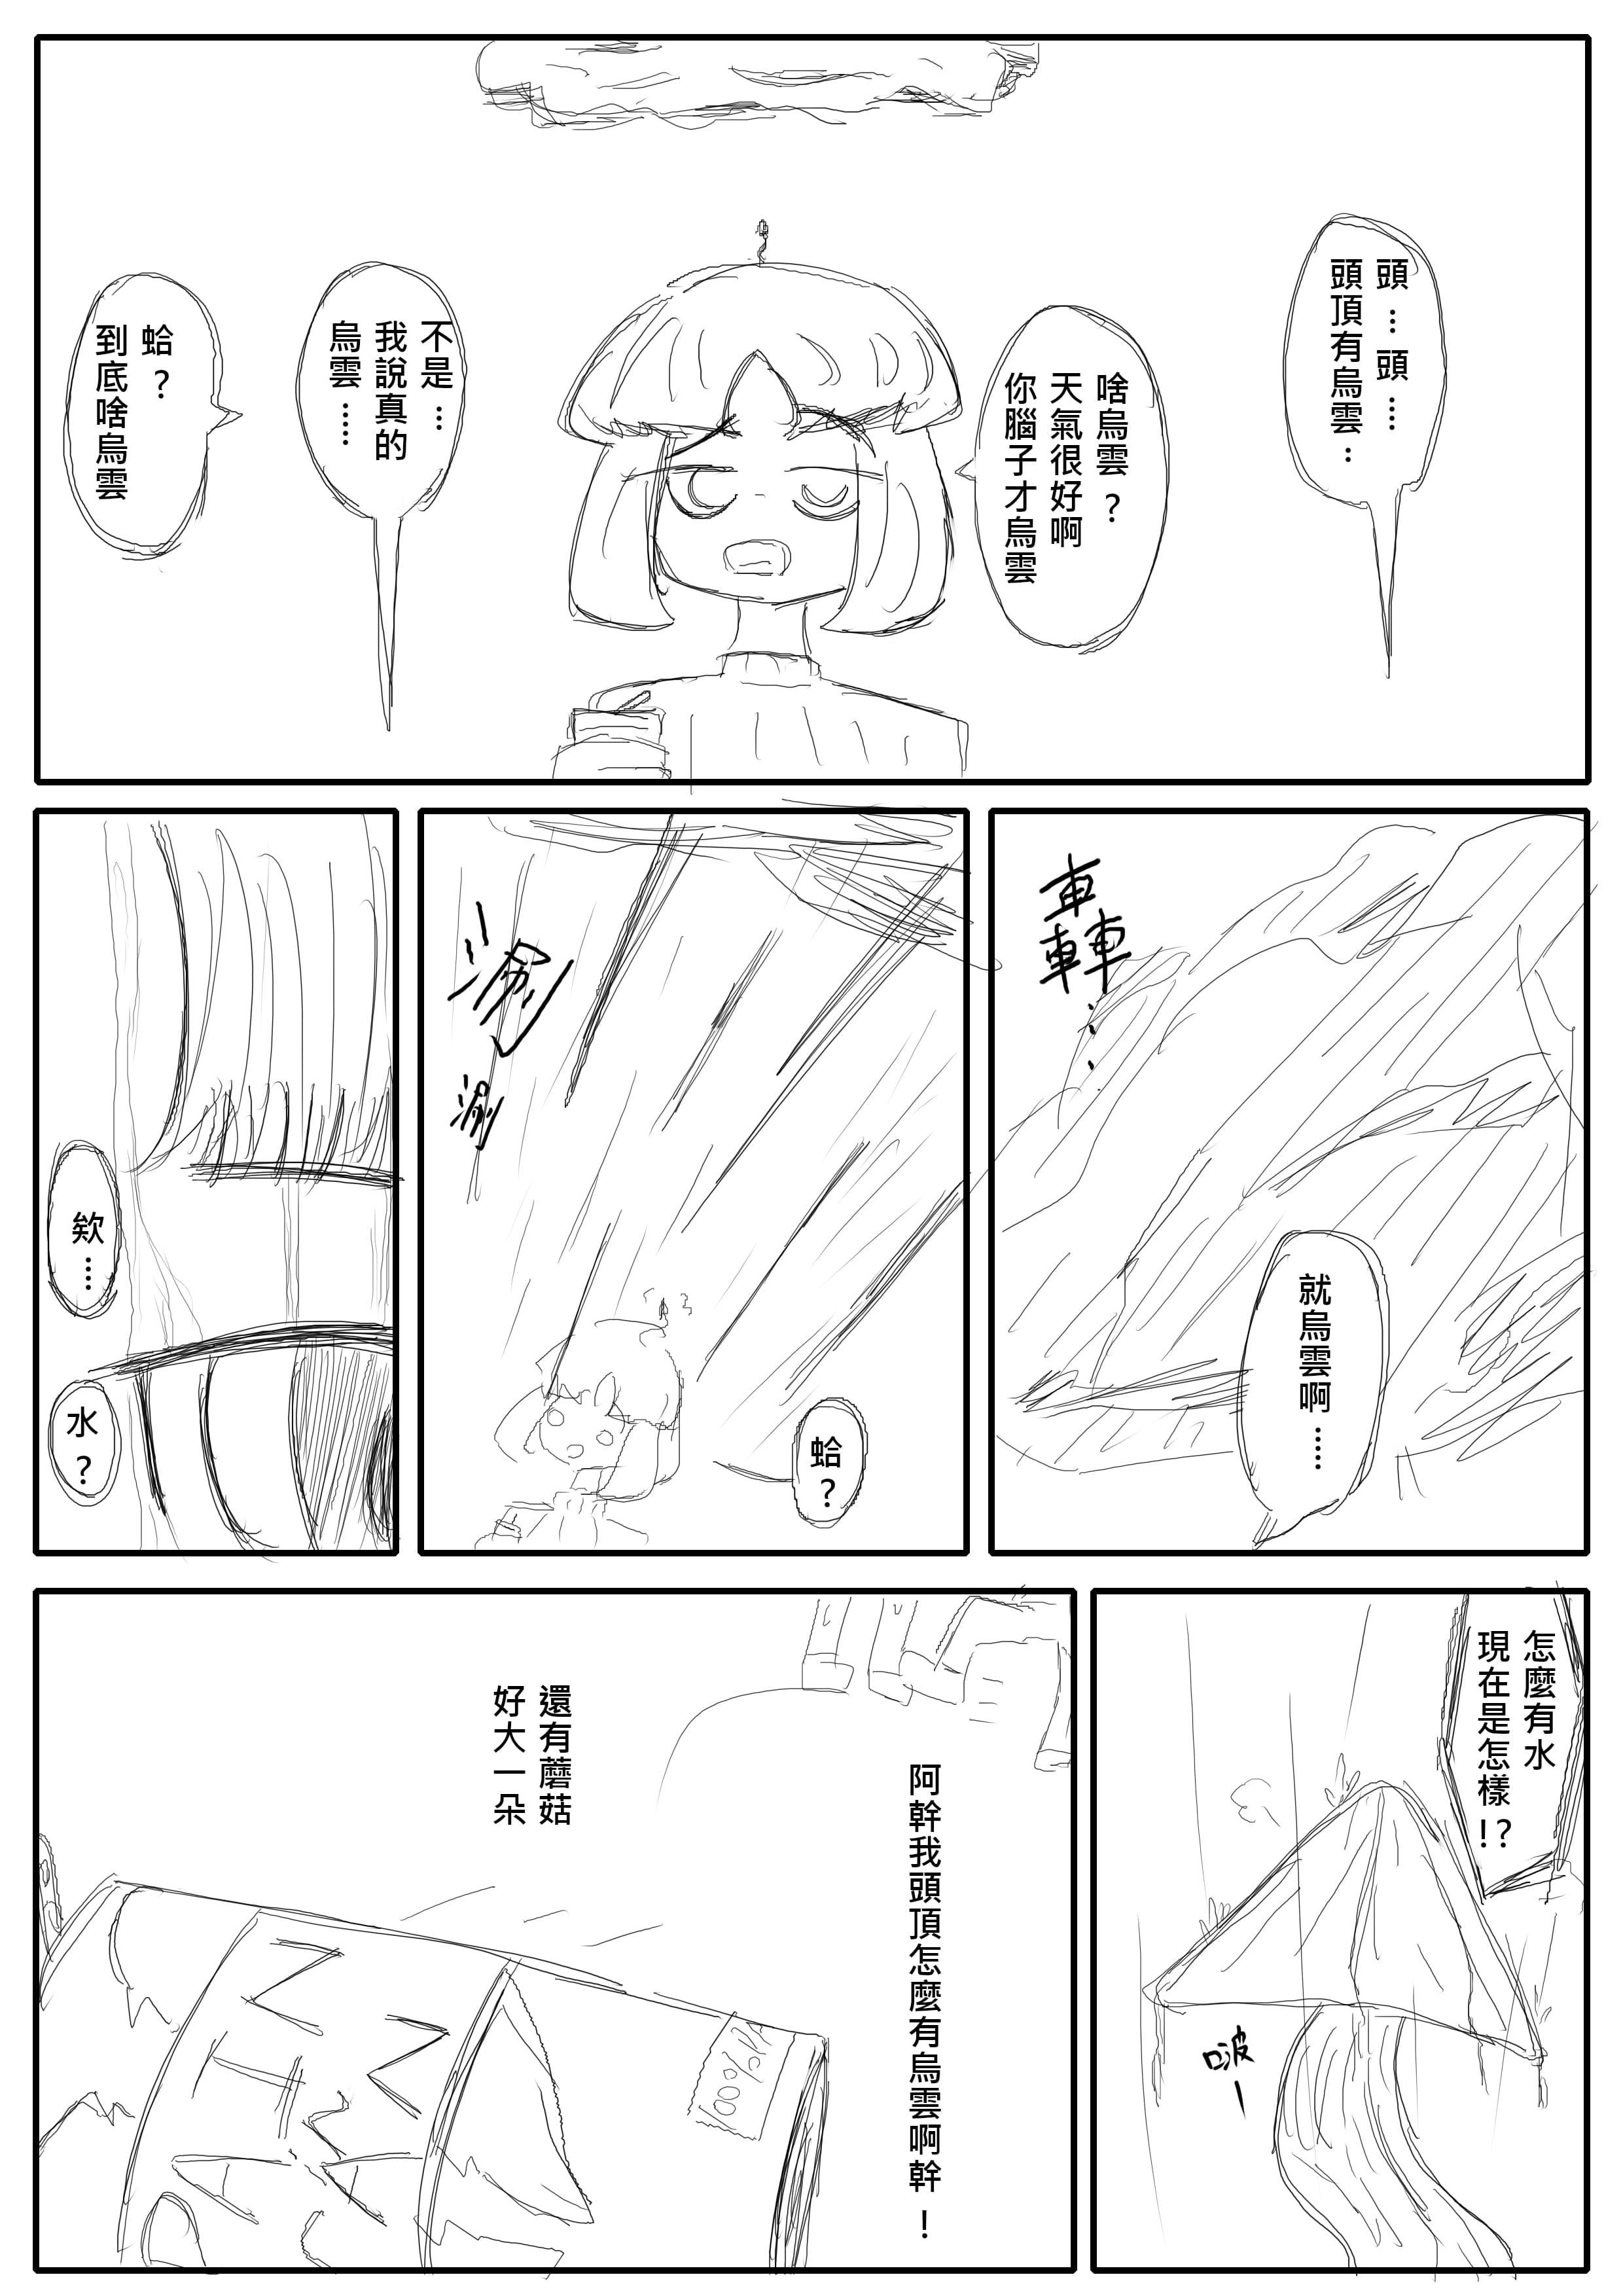 頭…頭…
頭頂有烏雲..
啥烏雲?
天氣很好啊
你腦子才烏雲
不是…
我說真的
烏雲……
蛤?
到底啥烏雲
轟…
就烏雲啊……
涮
涮
蛤?
欸…
水?
怎麼有水
現在是怎樣!?
啵
阿幹我頭頂怎麼有烏雲啊幹!
還有蘑菇
好大一朵
100%